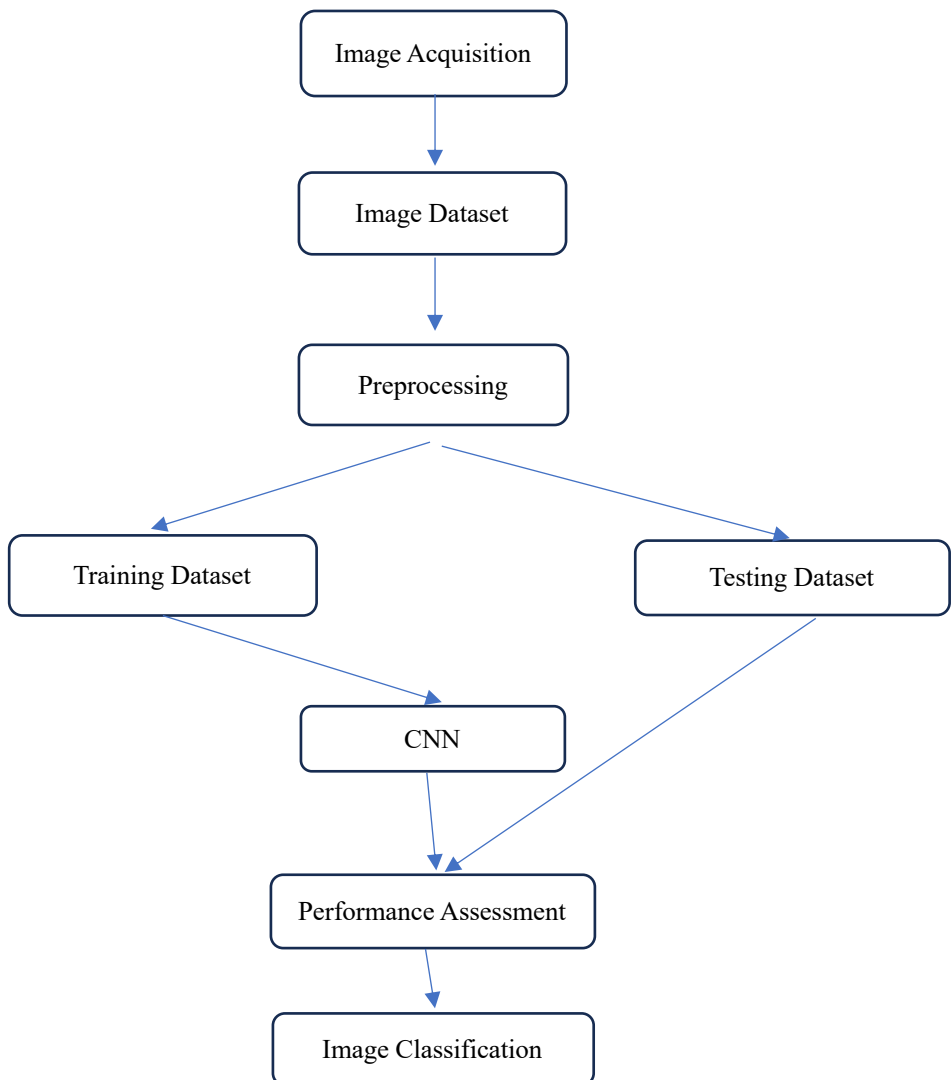 Image Acquisition
Image Dataset
Preprocessing
Training Dataset
Testing Dataset
CNN
Performance Assessment
Image Classification